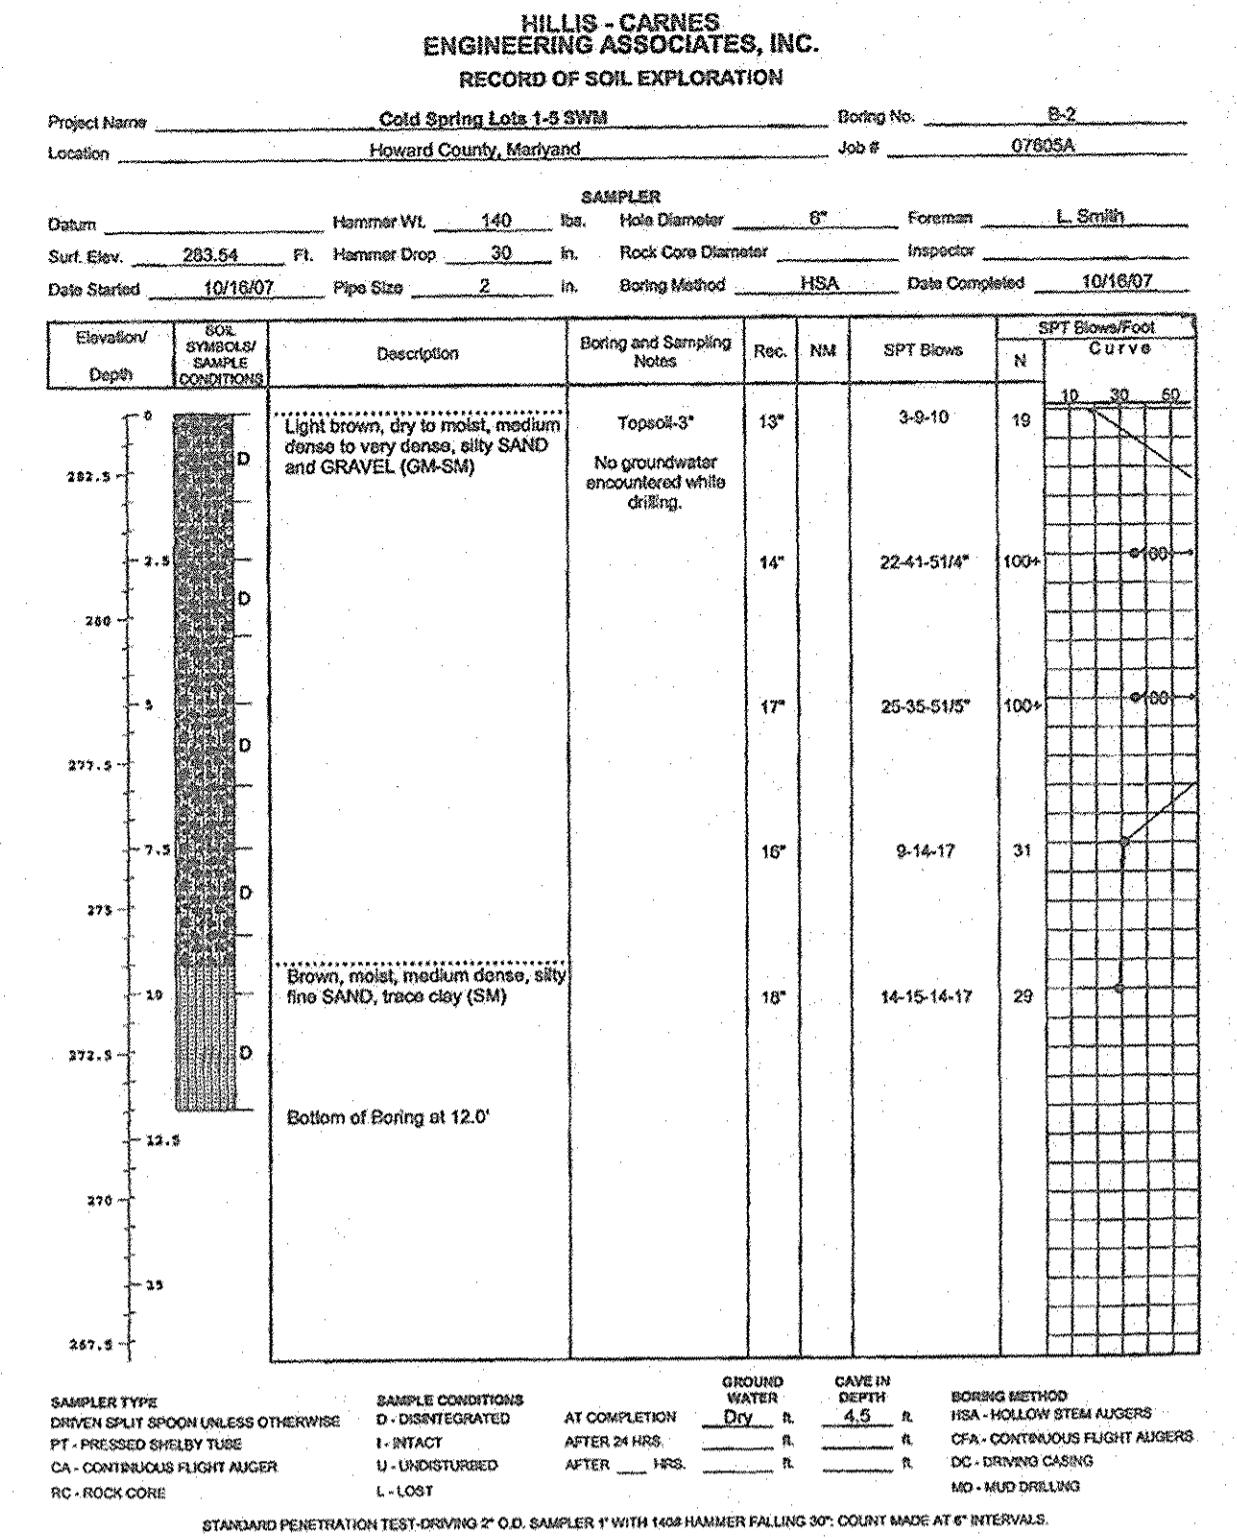 HILLIS - CARNES
ENGINEERING ASSOCIATES, INC.
RECORD OF SOIL EXPLORATION
Project Name Cold Spring Lots 1-5 SWM Boring No. B-2
Location Howard County, Marlyand Job # 07605A
SAMPLER
Datum Hammer Wt. 140 lbs. Hole Diameter 6" Foreman L. Smith
Surf. Elev. 283.54 Ft. Hammer Drop 30 in. Rock Core Diameter Inspector
Date Started 10/16/07 Pipe Size 2 in. Boring Method HSA Date Completed 10/16/07
Elevation/
Depth
SOIL
SYMBOLS/
SAMPLE
CONDITIONS
Description
Boring and Sampling
Notes
Rec.
NM
SPT Blows
SPT Blows/Foot
N
Curve
10 30 50
0
Light brown, dry to moist, medium
dense to very dense, silty SAND
and GRAVEL (GM-SM)
Topsoil-3"
13" 3-9-10 19
No groundwater
encountered while
drilling.
D
282.5
2.5 14" 22-41-51/4" 100+ 100
D
280
5 17" 25-35-51/5" 100+ 100
D
277.5
7.5 16" 9-14-17 31
D
275
Brown, moist, medium dense, silty
fine SAND, trace clay (SM)
10 18" 14-15-14-17 29
D
272.5
Bottom of Boring at 12.0'
12.5
270
15
267.5
SAMPLER TYPE
DRIVEN SPLIT SPOON UNLESS OTHERWISE
PT - PRESSED SHELBY TUBE
CA - CONTINUOUS FLIGHT AUGER
RC - ROCK CORE
SAMPLE CONDITIONS
D - DISINTEGRATED
I - INTACT
U - UNDISTURBED
L - LOST
GROUND
WATER
CAVE IN
DEPTH
AT COMPLETION Dry ft. 4.5 ft.
AFTER 24 HRS. ft. ft.
AFTER HRS. ft. ft.
BORING METHOD
HSA - HOLLOW STEM AUGERS
CFA - CONTINUOUS FLIGHT AUGERS
DC - DRIVING CASING
MD - MUD DRILLING
STANDARD PENETRATION TEST-DRIVING 2" O.D. SAMPLER 1' WITH 140# HAMMER FALLING 30"; COUNT MADE AT 6" INTERVALS.